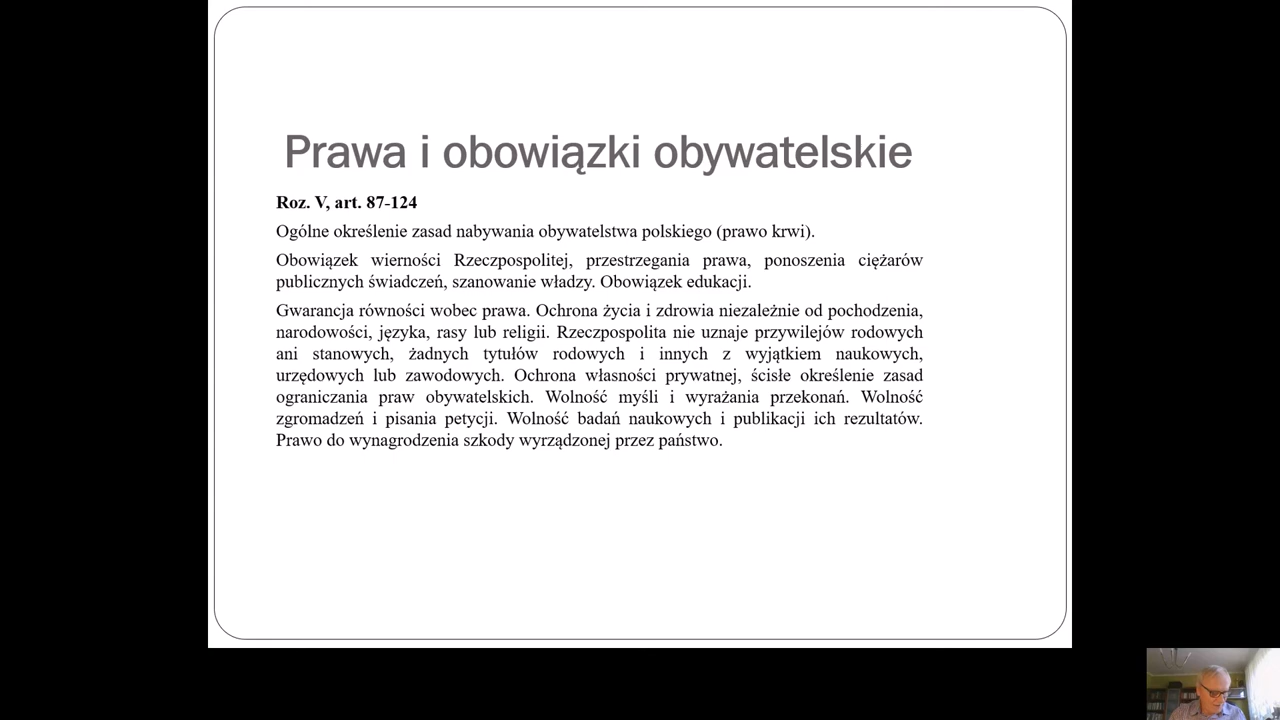 Prawa i obowiązki obywatelskie
Roz. V, art. 87-124
Ogólne określenie zasad nabywania obywatelstwa polskiego (prawo krwi).
Obowiązek wierności Rzeczpospolitej, przestrzegania prawa, ponoszenia ciężarów
publicznych świadczeń, szanowanie władzy. Obowiązek edukacji.
Gwarancja równości wobec prawa. Ochrona życia i zdrowia niezależnie od pochodzenia,
narodowości, języka, rasy lub religii. Rzeczpospolita nie uznaje przywilejów rodowych
ani stanowych, żadnych tytułów rodowych i innych z wyjątkiem naukowych,
urzędowych lub zawodowych. Ochrona własności prywatnej, ścisłe określenie zasad
ograniczania praw obywatelskich. Wolność myśli i wyrażania przekonań. Wolność
zgromadzeń i pisania petycji. Wolność badań naukowych i publikacji ich rezultatów.
Prawo do wynagrodzenia szkody wyrządzonej przez państwo.